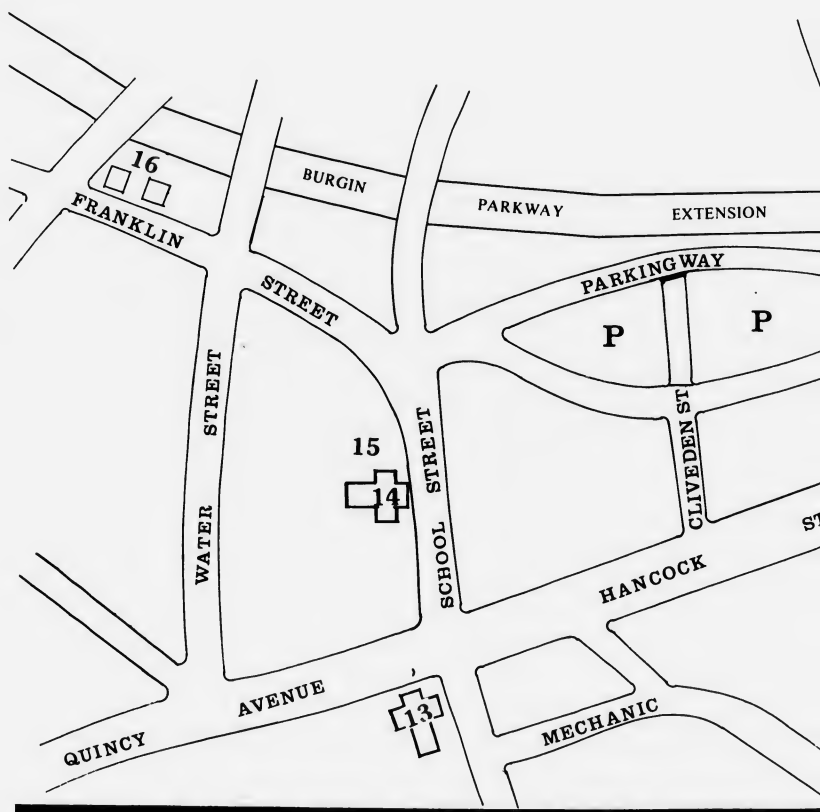 16
BURGIN
PARKWAY
EXTENSION
FRANKLIN
STREET
PARKINGWAY
P
P
WATER STREET
15
14
SCHOOL STREET
CLIVEDEN ST
HANCOCK ST
QUINCY AVENUE
13
MECHANIC